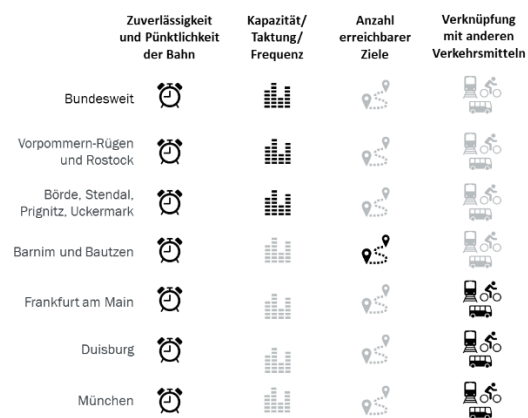 Zuverlässigkeit
und Pünktlichkeit
der Bahn
Kapazität/
Taktung/
Frequenz
Anzahl
erreichbarer
Ziele
Verknüpfung
mit anderen
Verkehrsmitteln
Bundesweit
Vorpommern-Rügen
und Rostock
Börde, Stendal,
Prignitz, Uckermark
Barnim und Bautzen
Frankfurt am Main
Duisburg
München